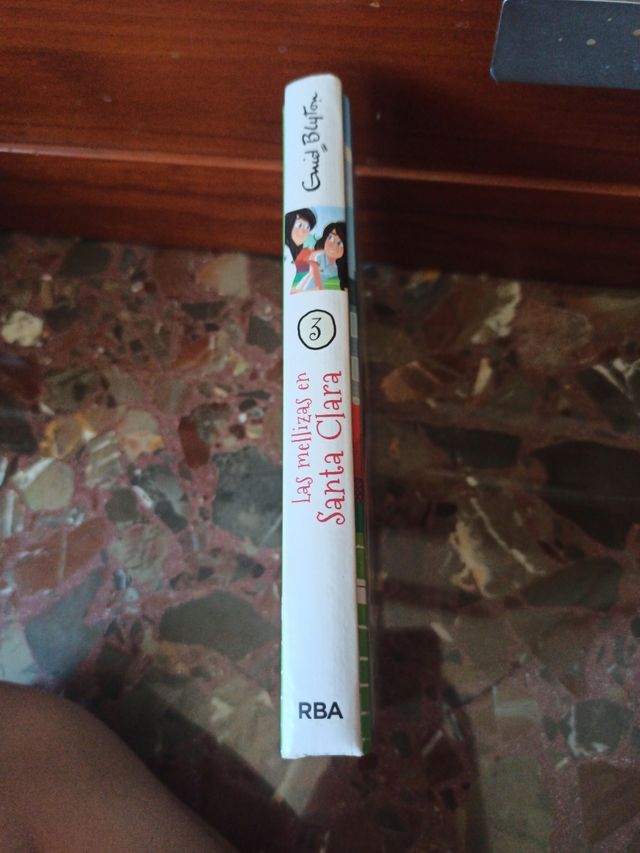 Enid Blyton
3
Las mellizas en
Santa Clara
RBA